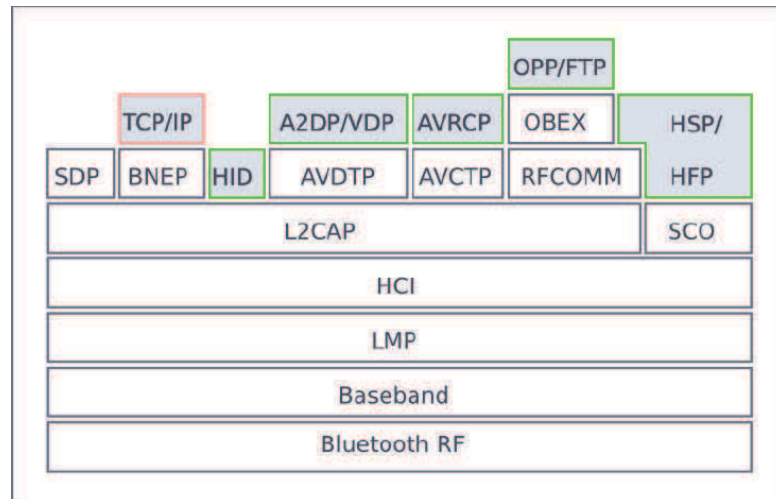 OPP/FTP
TCP/IP A2DP/VDP AVRCP OBEX HSP/
SDP BNEP HID AVDTP AVCTP RFCOMM HFP
L2CAP SCO
HCI
LMP
Baseband
Bluetooth RF